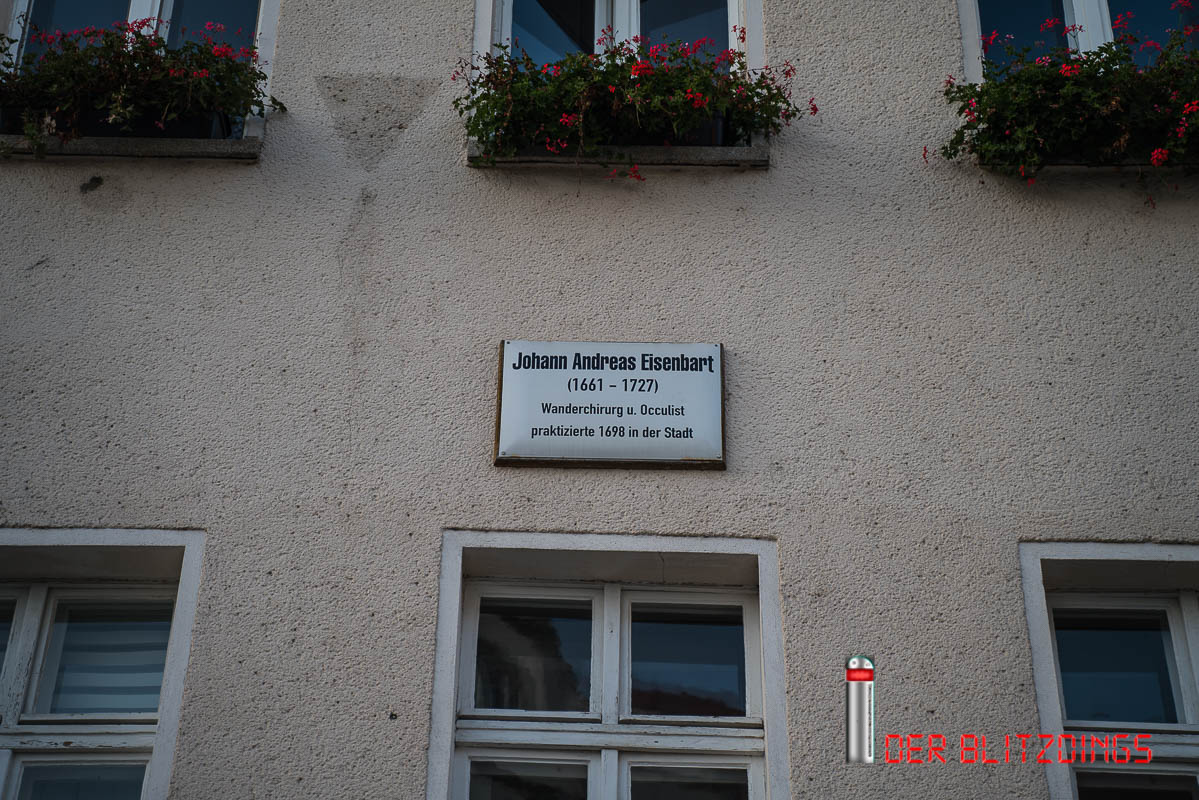 Johann Andreas Eisenbart
(1661 – 1727)
Wanderchirurg u. Occulist
praktizierte 1698 in der Stadt
DER BLITZDINGS